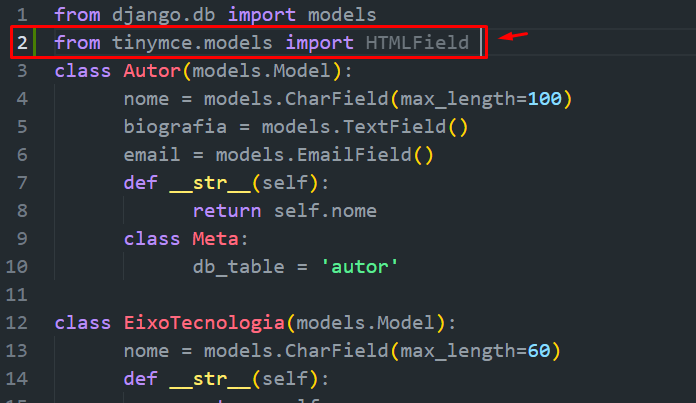 1 from django.db import models
2 from tinymce.models import HTMLField
3 class Autor(models.Model):
4 nome = models.CharField(max_length=100)
5 biografia = models.TextField()
6 email = models.EmailField()
7 def __str__(self):
8 return self.nome
9 class Meta:
10 db_table = 'autor'
11
12 class EixoTecnologia(models.Model):
13 nome = models.CharField(max_length=60)
14 def __str__(self):